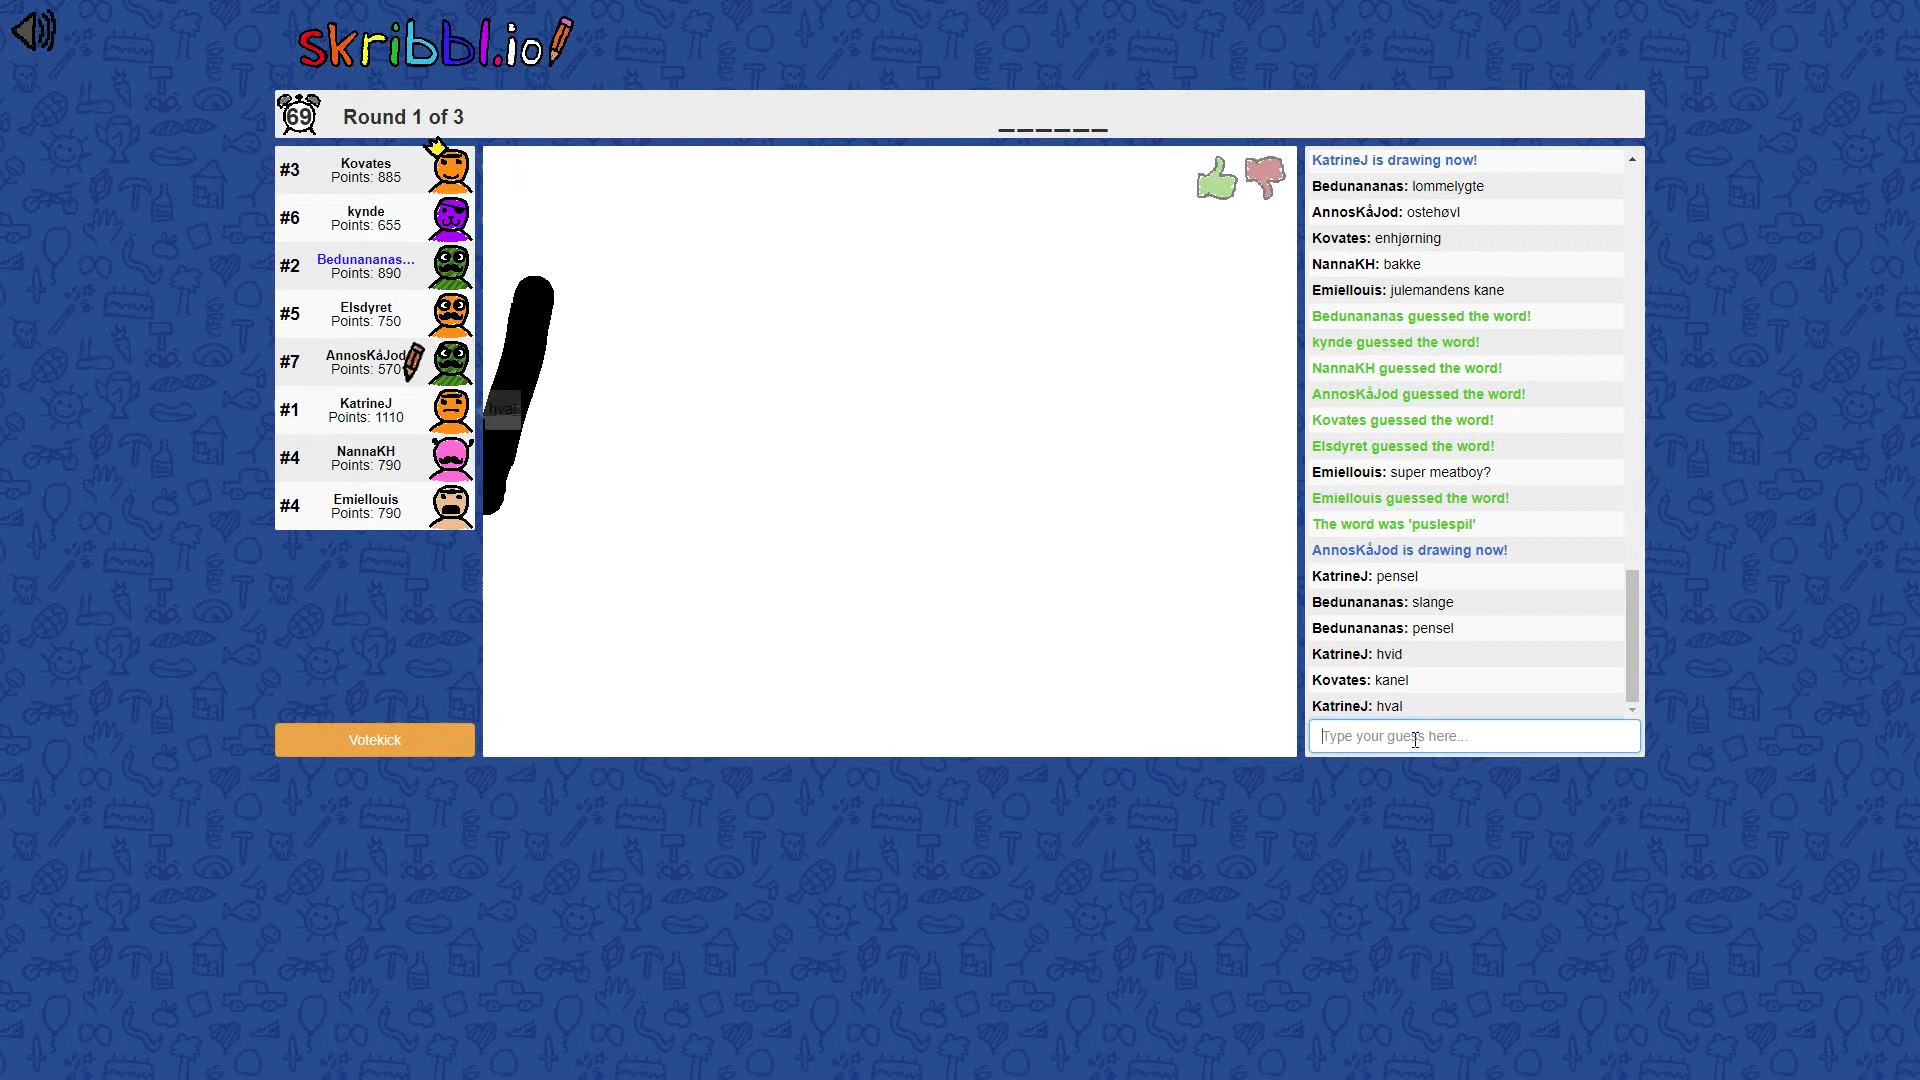 skribbl.io
69
Round 1 of 3
______
#3
Kovates
Points: 885
#6
kynde
Points: 655
#2
Bedunananas...
Points: 890
#5
Elsdyret
Points: 750
#7
AnnosKåJod
Points: 570
#1
KatrineJ
Points: 1110
#4
NannaKH
Points: 790
#4
Emiellouis
Points: 790
Votekick
hval
KatrineJ is drawing now!
Bedunananas: lommelygte
AnnosKåJod: ostehøvl
Kovates: enhjørning
NannaKH: bakke
Emiellouis: julemandens kane
Bedunananas guessed the word!
kynde guessed the word!
NannaKH guessed the word!
AnnosKåJod guessed the word!
Kovates guessed the word!
Elsdyret guessed the word!
Emiellouis: super meatboy?
Emiellouis guessed the word!
The word was 'puslespil'
AnnosKåJod is drawing now!
KatrineJ: pensel
Bedunananas: slange
Bedunananas: pensel
KatrineJ: hvid
Kovates: kanel
KatrineJ: hval
Type your guess here...